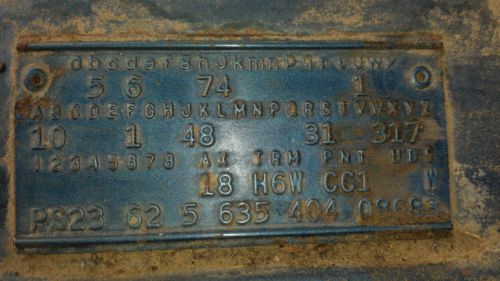 abcdefghJkmnPqrtuwy
5 6 74 1
ABCDEFGHJKLMNPQRSTVWXYZ
10 1 48 31 317
12345678 AX TRM PNT UBS
18 H6W CC1 W
PS23 62 5 635 404